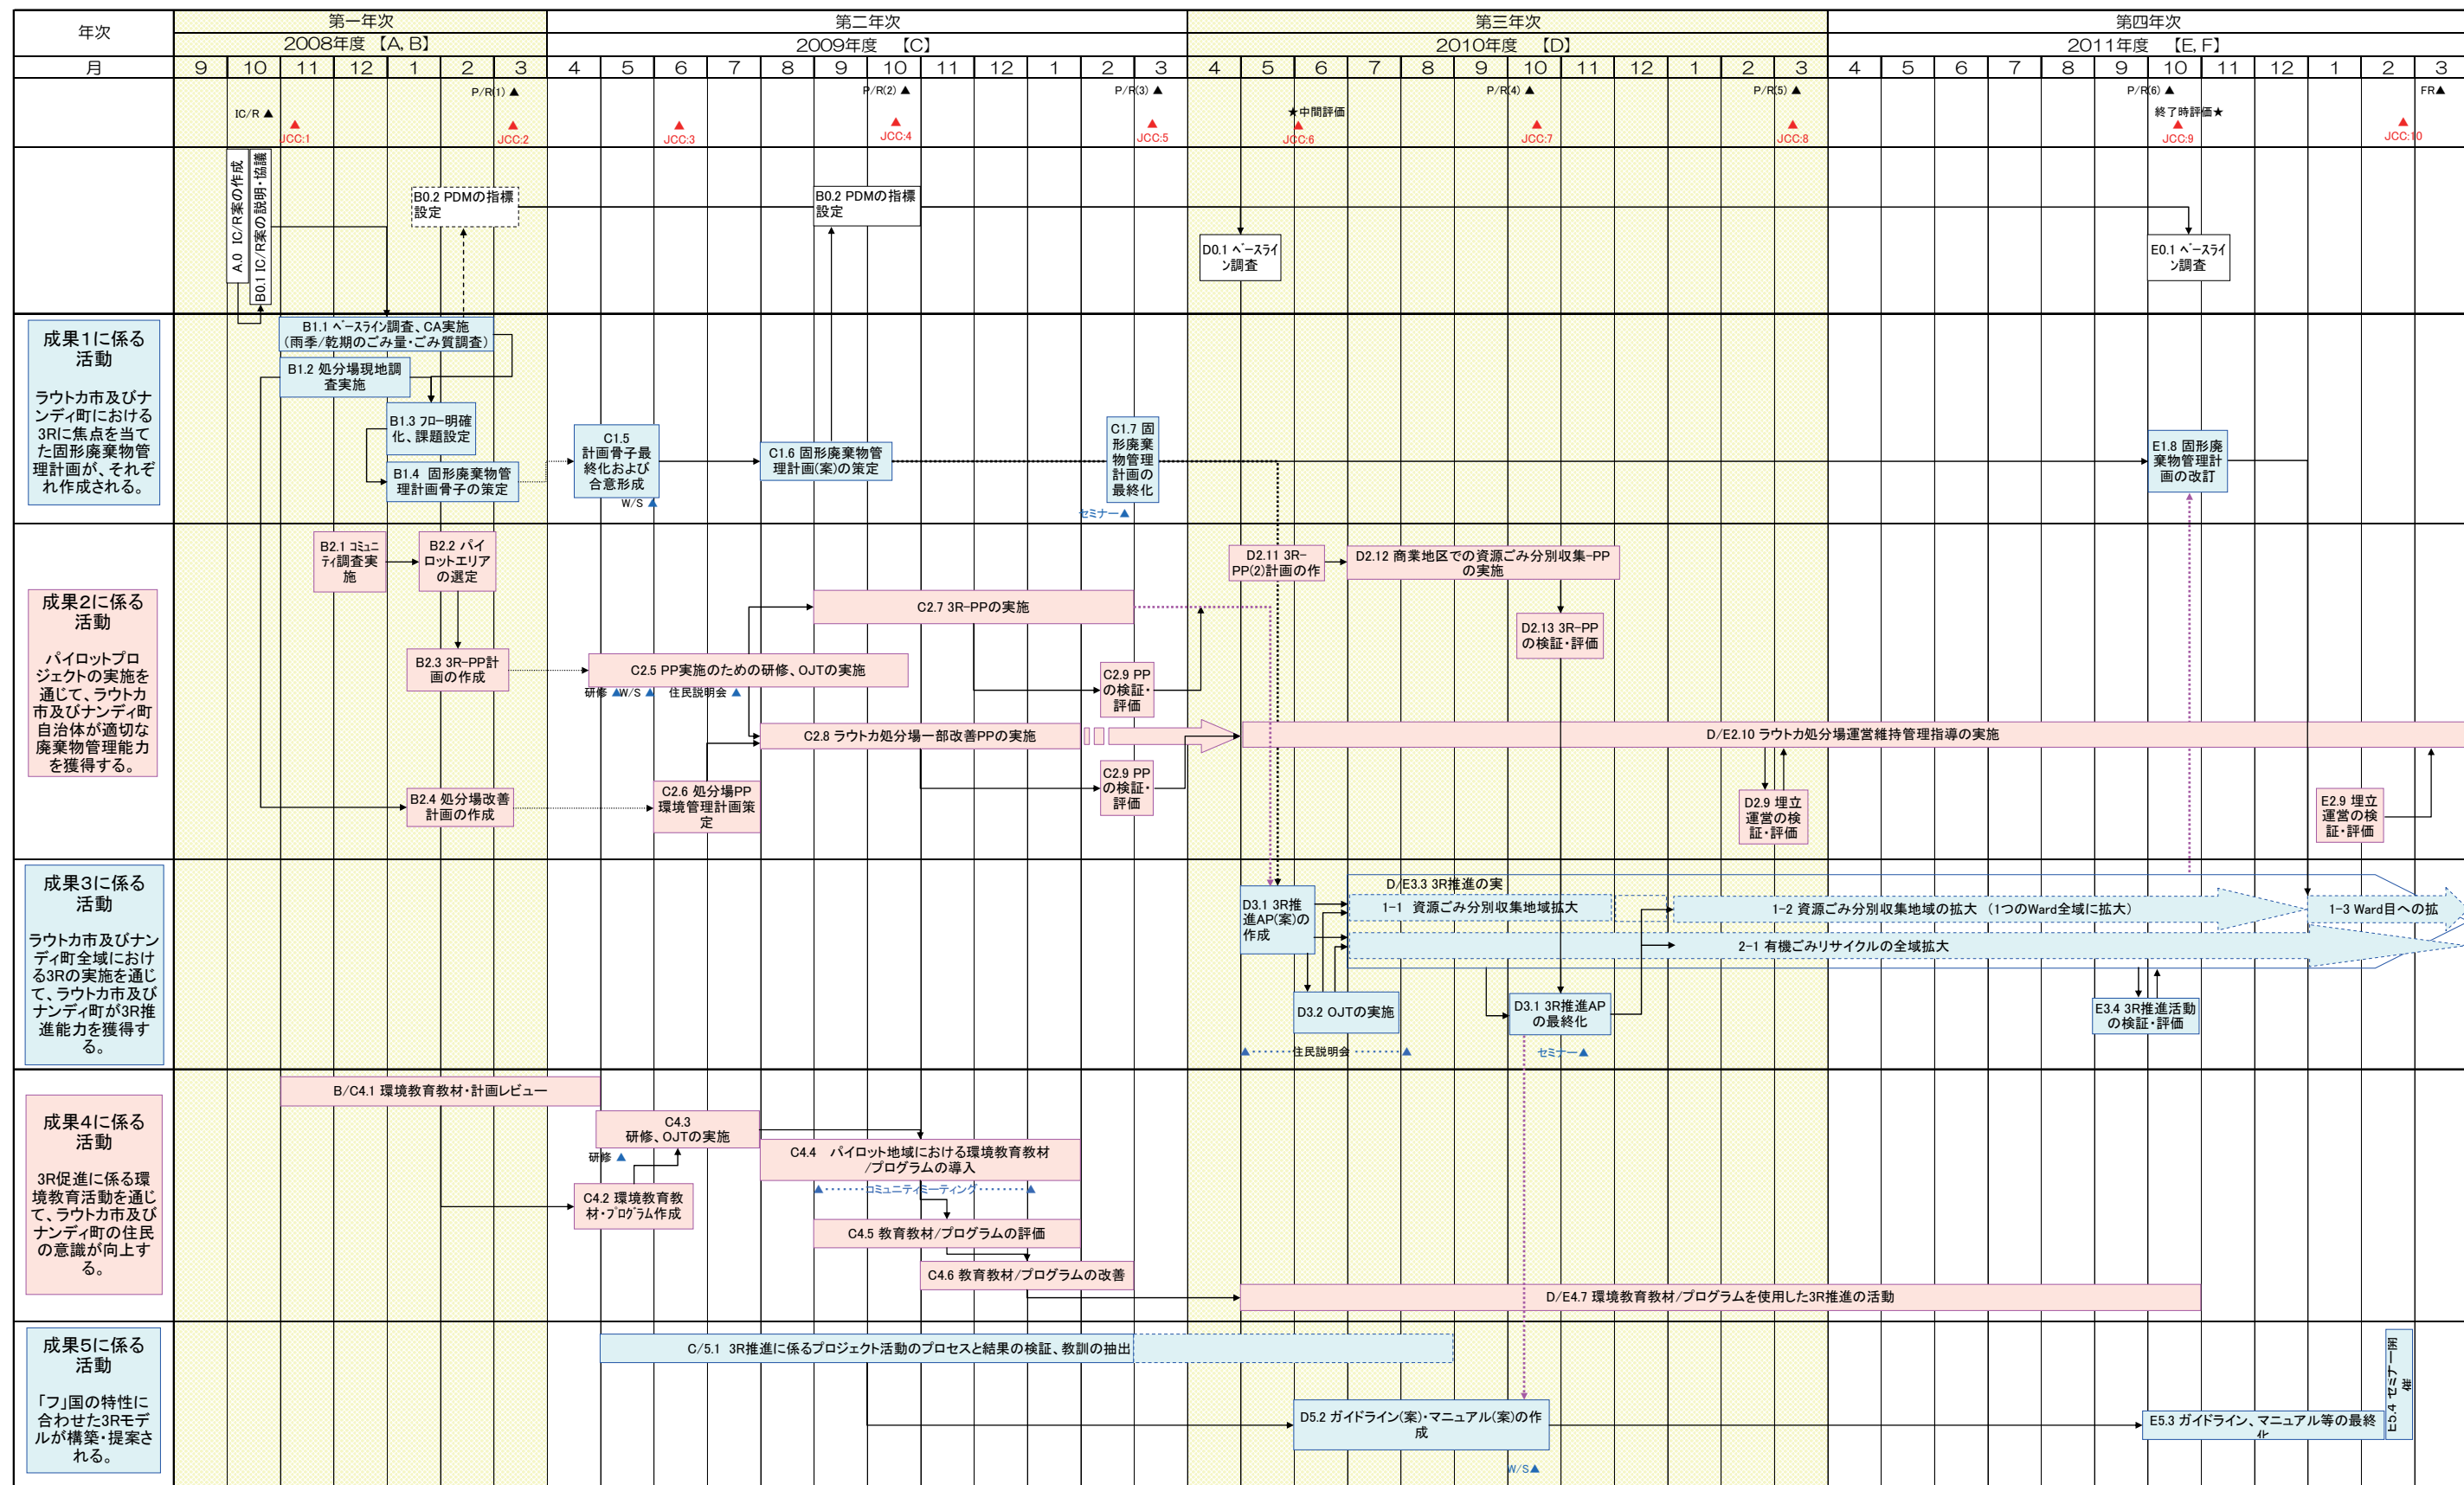 年次
第一年次
第二年次
第三年次
第四年次
2008年度 【A, B】
2009年度 【C】
2010年度 【D】
2011年度 【E, F】
月
9 10 11 12 1 2 3 4 5 6 7 8 9 10 11 12 1 2 3 4 5 6 7 8 9 10 11 12 1 2 3 4 5 6 7 8 9 10 11 12 1 2 3
P/R(1) ▲
P/R(2) ▲
P/R(3) ▲
P/R(4) ▲
P/R(5) ▲
P/R(6) ▲
FR▲
IC/R ▲
★中間評価
終了時評価★
▲
JCC:1
▲
JCC:2
▲
JCC:3
▲
JCC:4
▲
JCC:5
▲
JCC:6
▲
JCC:7
▲
JCC:8
▲
JCC:9
▲
JCC:10
A.0 IC/R案の作成
B0.1 IC/R案の説明・協議
B0.2 PDMの指標
設定
B0.2 PDMの指標
設定
D0.1 ベースライ
ン調査
E0.1 ベースライ
ン調査
成果1に係る
活動
ラウトカ市及びナ
ンディ町における
3Rに焦点を当て
た固形廃棄物管
理計画が、それぞ
れ作成される。
B1.1 ベースライン調査、CA実施
(雨季/乾期のごみ量・ごみ質調査)
B1.2 処分場現地調
査実施
B1.3 フロー明確
化、課題設定
B1.4 固形廃棄物管
理計画骨子の策定
C1.5
計画骨子最
終化および
合意形成
W/S ▲
C1.6 固形廃棄物管
理計画(案)の策定
C1.7 固
形廃棄
物管理
計画の
最終化
セミナー▲
E1.8 固形廃
棄物管理計
画の改訂
成果2に係る
活動
パイロットプロ
ジェクトの実施を
通じて、ラウトカ
市及びナンディ町
自治体が適切な
廃棄物管理能力
を獲得する。
B2.1 コミュニ
ティ調査実
施
B2.2 パイ
ロットエリア
の選定
B2.3 3R-PP計
画の作成
B2.4 処分場改善
計画の作成
C2.5 PP実施のための研修、OJTの実施
研修 ▲W/S ▲ 住民説明会 ▲
C2.6 処分場PP
環境管理計画策
定
C2.7 3R-PPの実施
C2.8 ラウトカ処分場一部改善PPの実施
C2.9 PP
の検証・
評価
C2.9 PP
の検証・
評価
D2.11 3R-
PP(2)計画の作
D2.12 商業地区での資源ごみ分別収集-PP
の実施
D2.13 3R-PP
の検証・評価
D/E2.10 ラウトカ処分場運営維持管理指導の実施
D2.9 埋立
運営の検
証・評価
E2.9 埋立
運営の検
証・評価
成果3に係る
活動
ラウトカ市及びナン
ディ町全域におけ
る3Rの実施を通じ
て、ラウトカ市及び
ナンディ町が3R推
進能力を獲得す
る。
D3.1 3R推
進AP(案)の
作成
D/E3.3 3R推進の実
1-1 資源ごみ分別収集地域拡大
1-2 資源ごみ分別収集地域の拡大 (1つのWard全域に拡大)
1-3 Ward目への拡
2-1 有機ごみリサイクルの全域拡大
D3.2 OJTの実施
▲・・・・・・住民説明会・・・・・・・▲
D3.1 3R推進AP
の最終化
セミナー▲
E3.4 3R推進活動
の検証・評価
成果4に係る
活動
3R促進に係る環
境教育活動を通じ
て、ラウトカ市及び
ナンディ町の住民
の意識が向上す
る。
B/C4.1 環境教育教材・計画レビュー
C4.3
研修、OJTの実施
研修 ▲
C4.2 環境教育教
材・プログラム作成
C4.4 パイロット地域における環境教育教材
/プログラムの導入
▲・・・・・・・コミュニティミーティング・・・・・・・▲
C4.5 教育教材/プログラムの評価
C4.6 教育教材/プログラムの改善
D/E4.7 環境教育教材/プログラムを使用した3R推進の活動
成果5に係る
活動
「フ」国の特性に
合わせた3Rモデ
ルが構築・提案さ
れる。
C/5.1 3R推進に係るプロジェクト活動のプロセスと結果の検証、教訓の抽出
D5.2 ガイドライン(案)・マニュアル(案)の作
成
W/S▲
E5.3 ガイドライン、マニュアル等の最終
化
E5.4 セミナー開
催